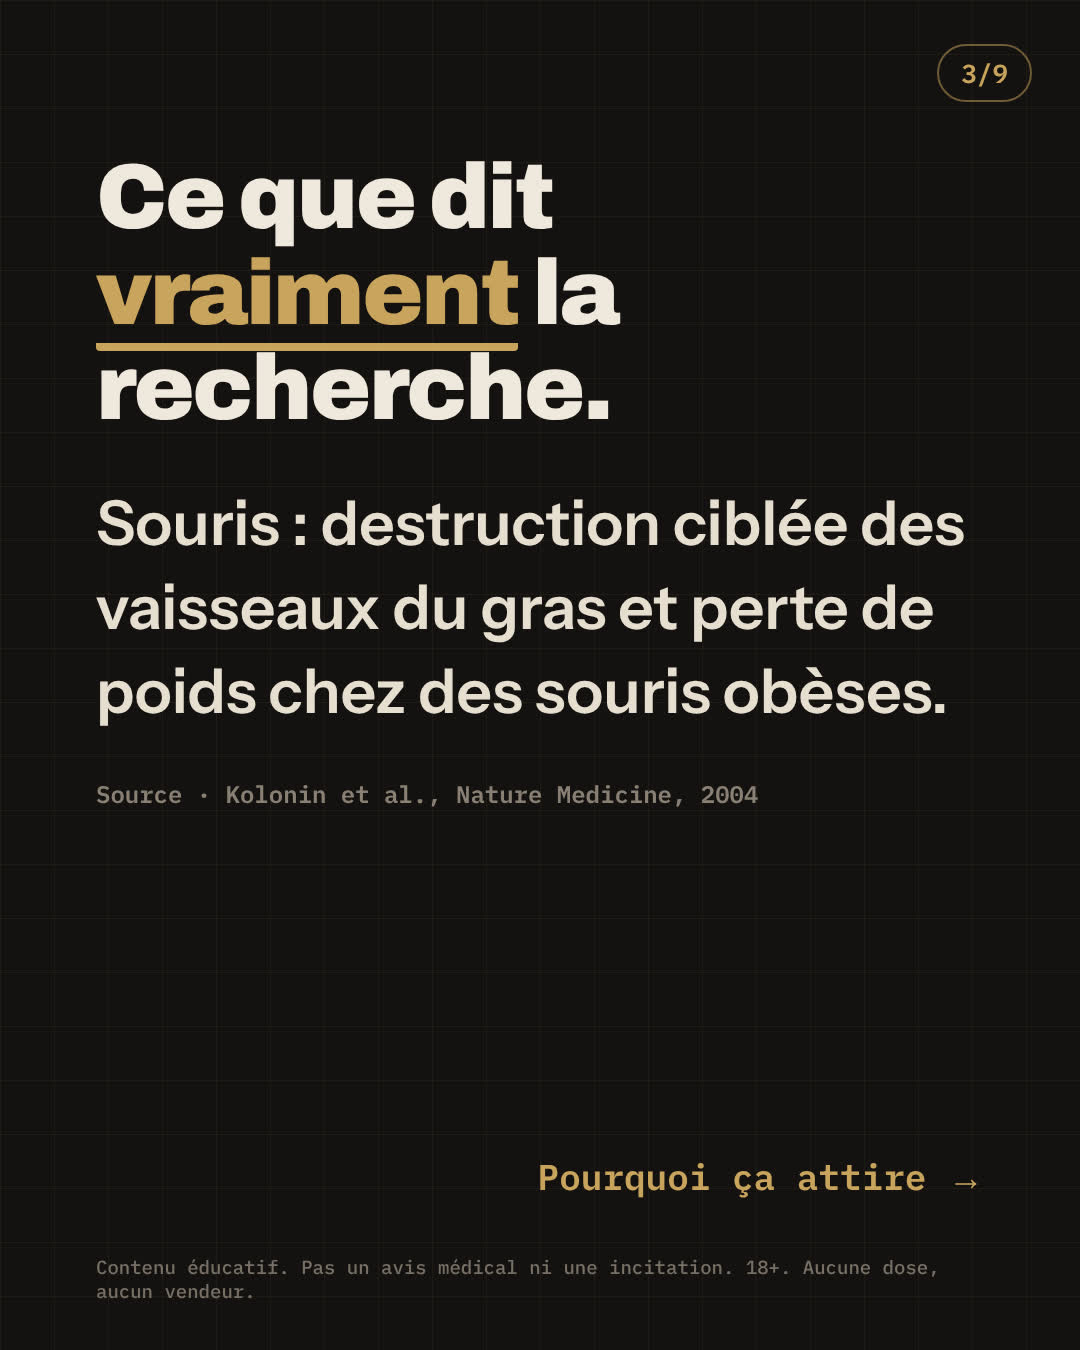 3/9
Ce que dit
vraiment la
recherche.
Souris : destruction ciblée des
vaisseaux du gras et perte de
poids chez des souris obèses.
Source · Kolonin et al., Nature Medicine, 2004
Pourquoi ça attire →
Contenu éducatif. Pas un avis médical ni une incitation. 18+. Aucune dose,
aucun vendeur.